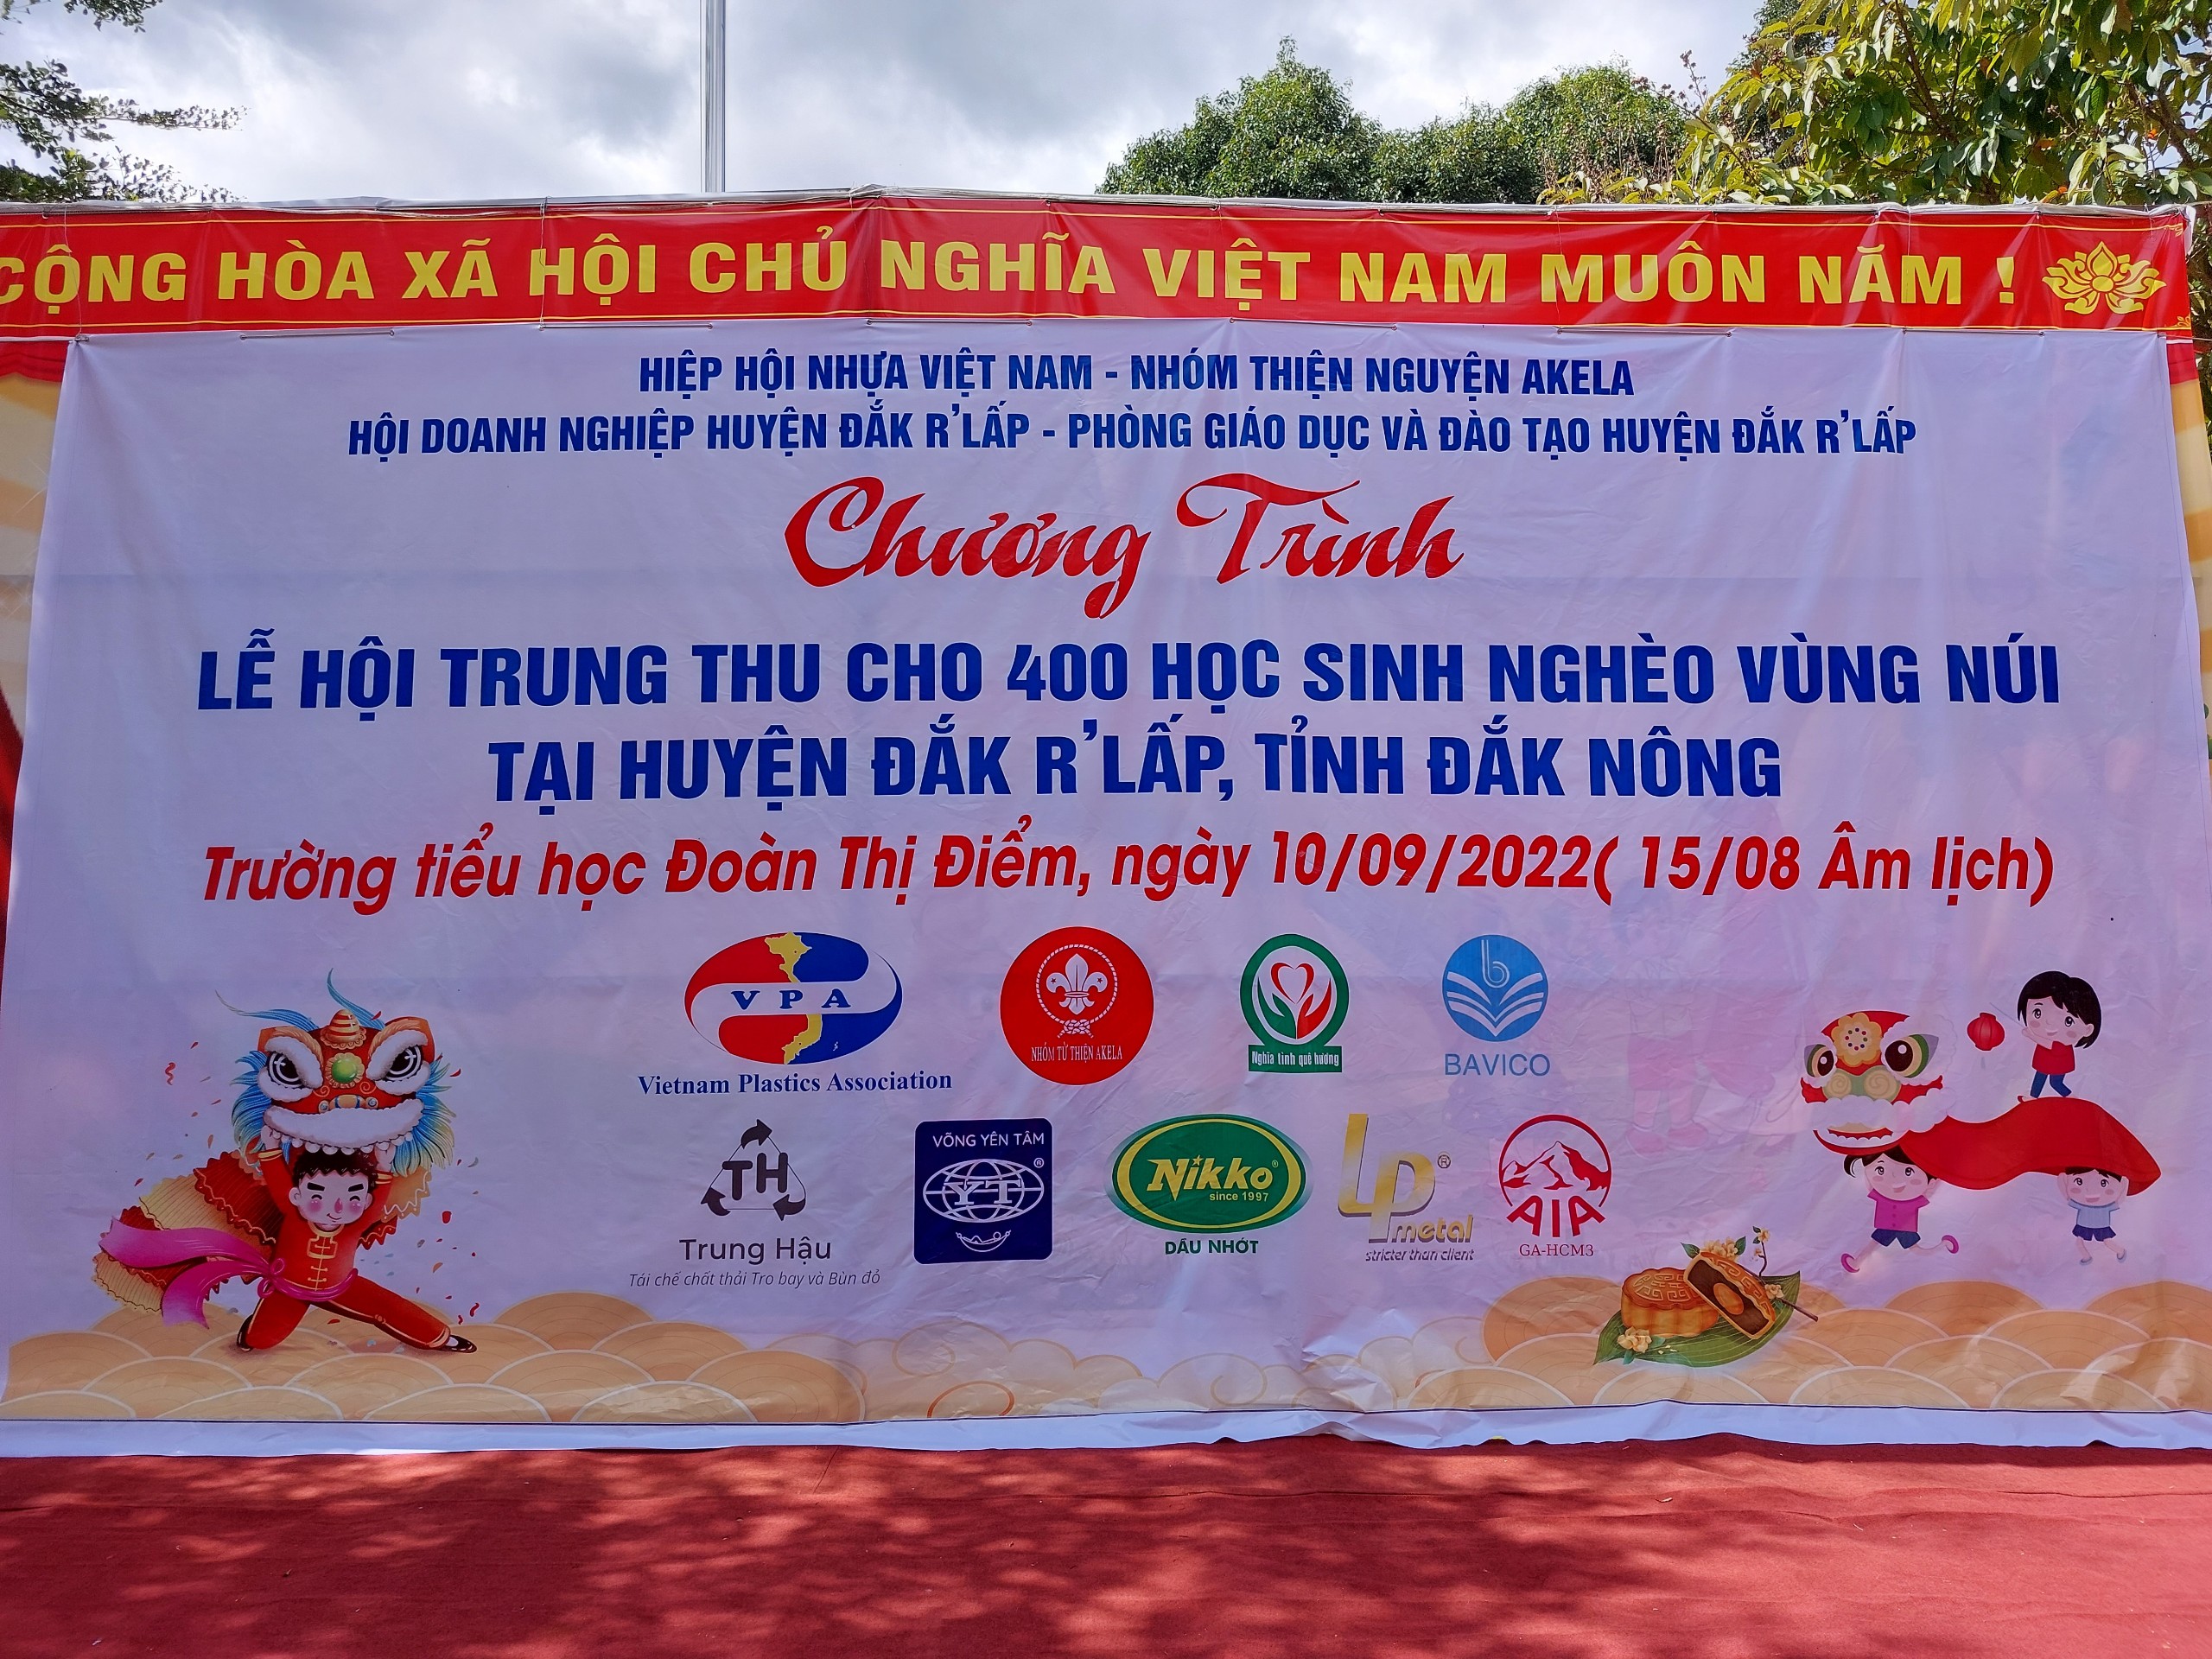 CỘNG HÒA XÃ HỘI CHỦ NGHĨA VIỆT NAM MUÔN NĂM !
HIỆP HỘI NHỰA VIỆT NAM - NHÓM THIỆN NGUYỆN AKELA
HỘI DOANH NGHIỆP HUYỆN ĐẮK R'LẤP - PHÒNG GIÁO DỤC VÀ ĐÀO TẠO HUYỆN ĐẮK R'LẤP
Chương Trình
LỄ HỘI TRUNG THU CHO 400 HỌC SINH NGHÈO VÙNG NÚI
TẠI HUYỆN ĐẮK R'LẤP, TỈNH ĐẮK NÔNG
Trường tiểu học Đoàn Thị Điểm, ngày 10/09/2022( 15/08 Âm lịch)
VPA
Vietnam Plastics Association
NHÓM TỪ THIỆN AKELA
Nghĩa tình quê hương
b
BAVICO
TH
Trung Hậu
Tái chế chất thải Tro bay và Bùn đỏ
VÕNG YÊN TÂM
YT ®
Nikko®
since 1997
DẦU NHỚT
LP ®
metal
stricter than client
AIA
GA-HCM3